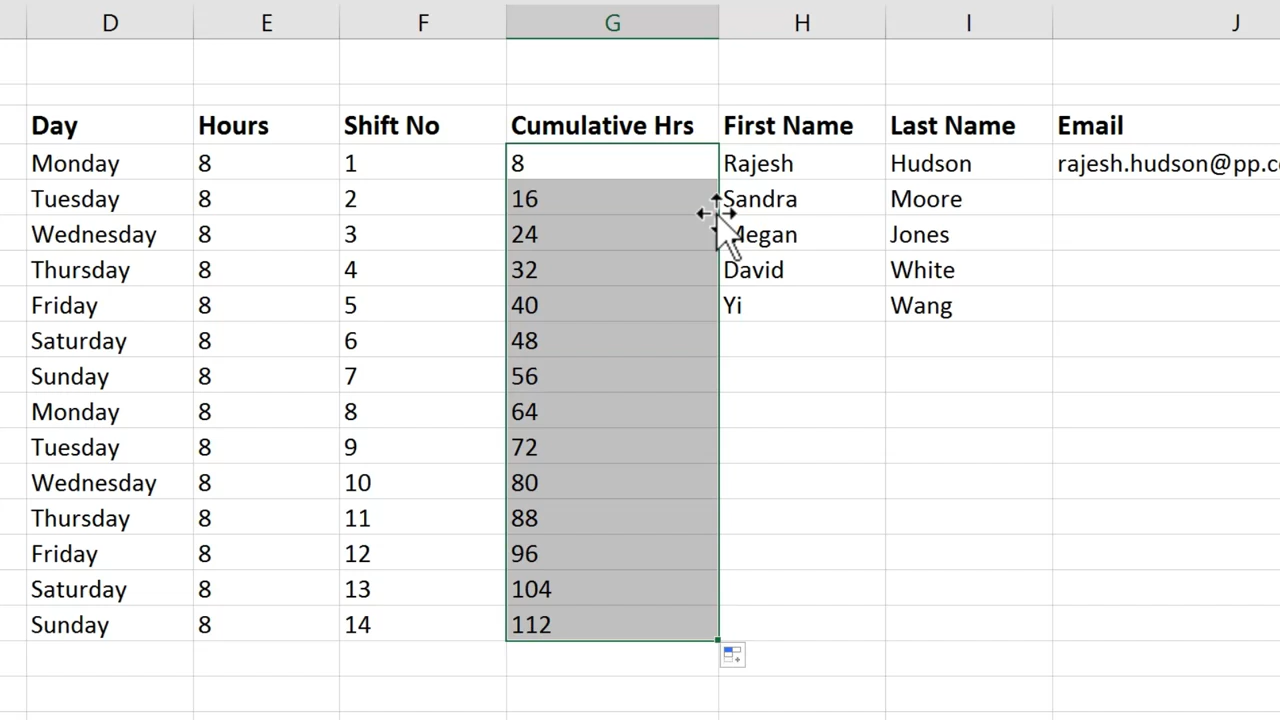 D E F G H I J
Day Hours Shift No Cumulative Hrs First Name Last Name Email
Monday 8 1 8 Rajesh Hudson rajesh.hudson@pp.c
Tuesday 8 2 16 Sandra Moore
Wednesday 8 3 24 Megan Jones
Thursday 8 4 32 David White
Friday 8 5 40 Yi Wang
Saturday 8 6 48
Sunday 8 7 56
Monday 8 8 64
Tuesday 8 9 72
Wednesday 8 10 80
Thursday 8 11 88
Friday 8 12 96
Saturday 8 13 104
Sunday 8 14 112